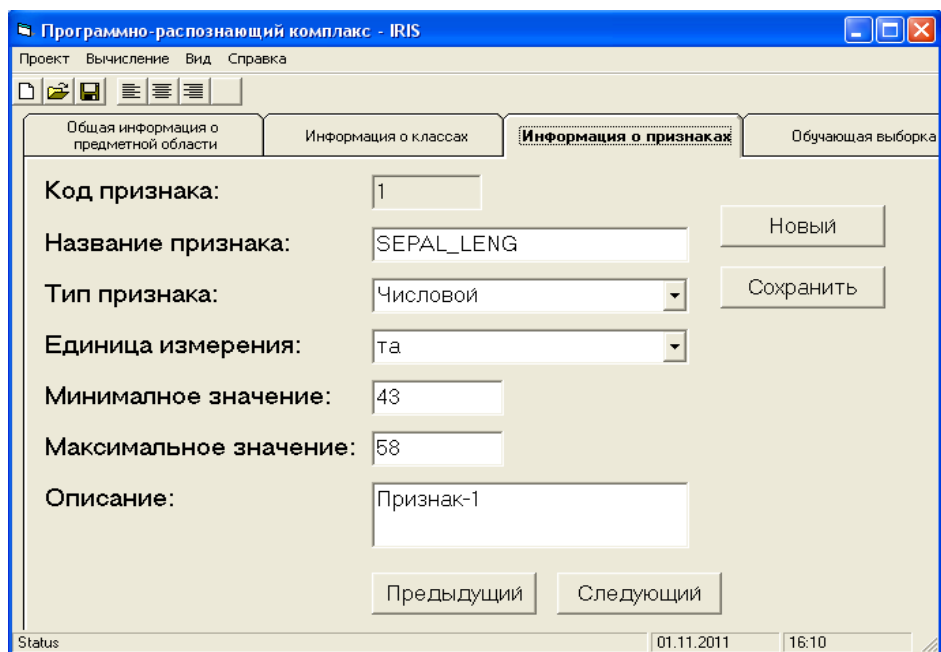 Программно-распознающий комплакс - IRIS
Проект Вычисление Вид Справка
Общая информация о
предметной области
Информация о классах
Информация о признаках
Обучающая выборка
Код признака: 1
Новый
Название признака: SEPAL_LENG
Тип признака: Числовой
Сохранить
Единица измерения: та
Минималное значение: 43
Максимальное значение: 58
Описание: Признак-1
Предыдущий Следующий
Status 01.11.2011 16:10